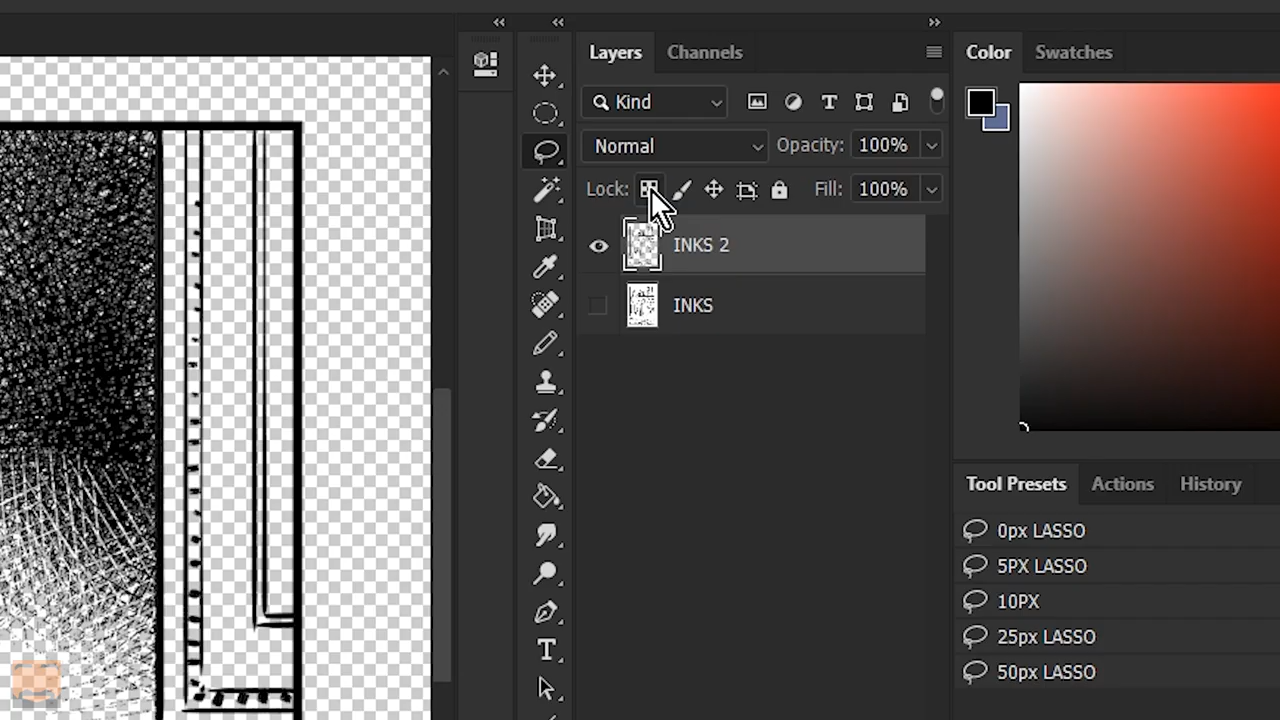 Layers Channels
Kind
Normal Opacity: 100%
Lock: Fill: 100%
INKS 2
INKS
Color Swatches
Tool Presets Actions History
0px LASSO
5PX LASSO
10PX
25px LASSO
50px LASSO